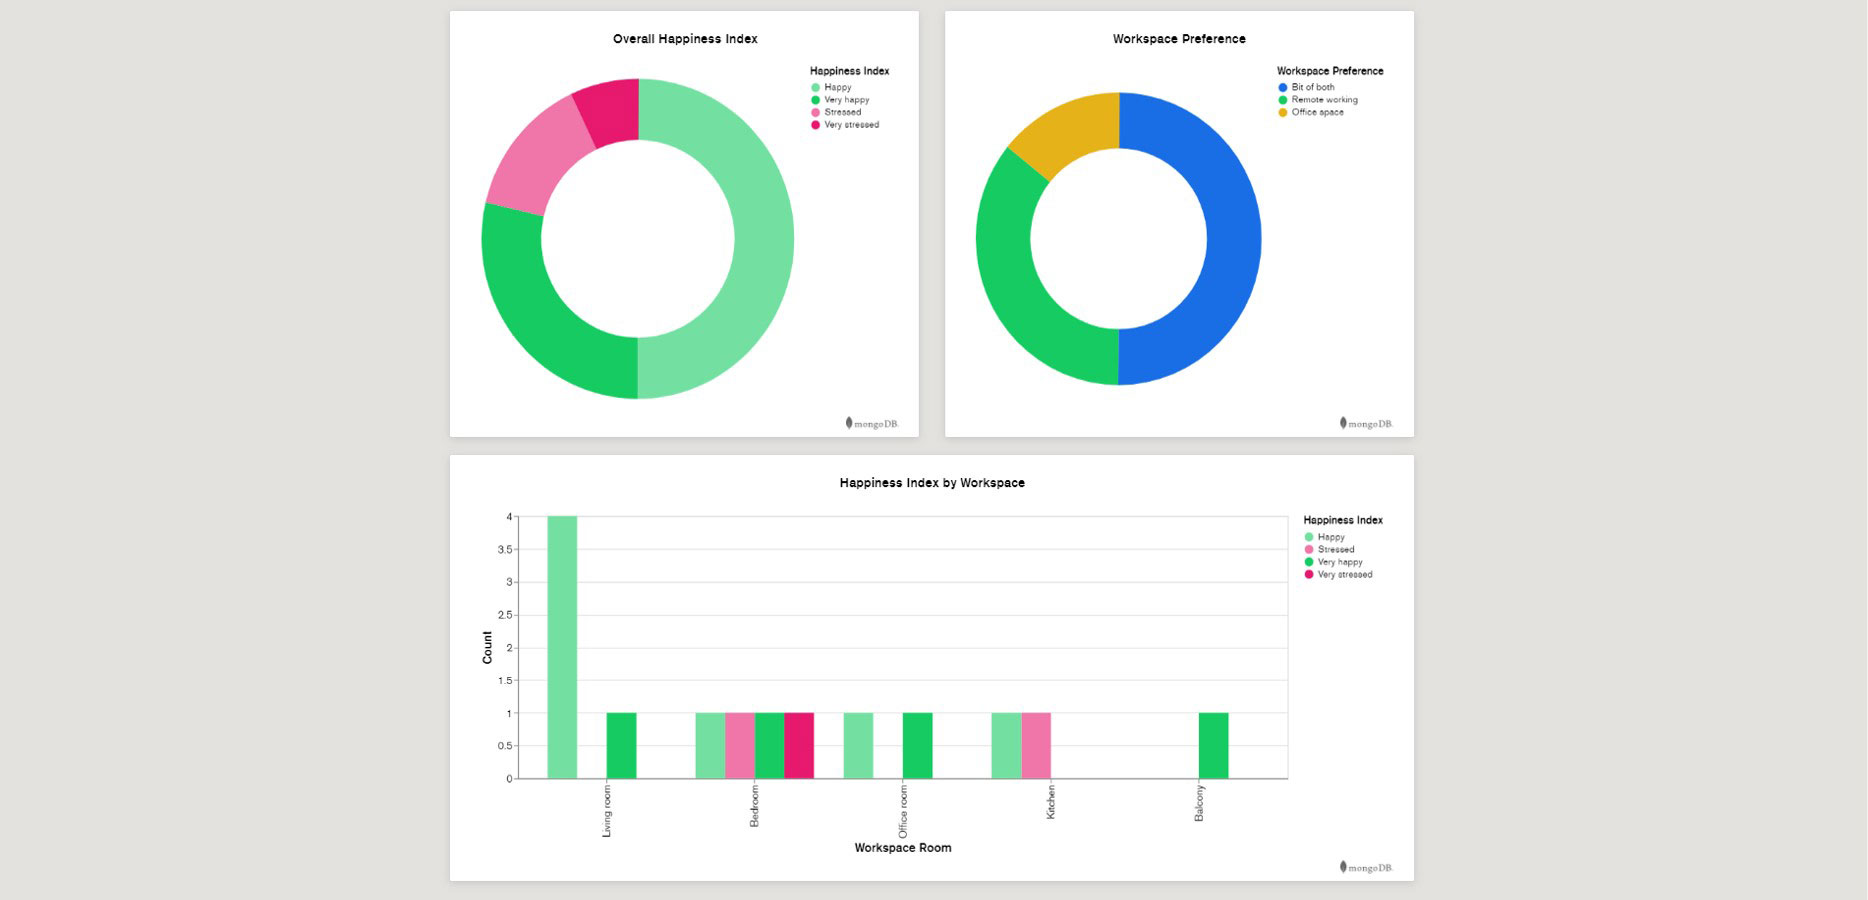 Overall Happiness Index
Happiness Index
Happy
Very happy
Stressed
Very stressed
mongoDB.
Workspace Preference
Workspace Preference
Bit of both
Remote working
Office space
mongoDB.
Happiness Index by Workspace
4
3.5
3
2.5
2
1.5
1
0.5
0
Count
Living room
Bedroom
Office room
Kitchen
Balcony
Workspace Room
Happiness Index
Happy
Stressed
Very happy
Very stressed
mongoDB.